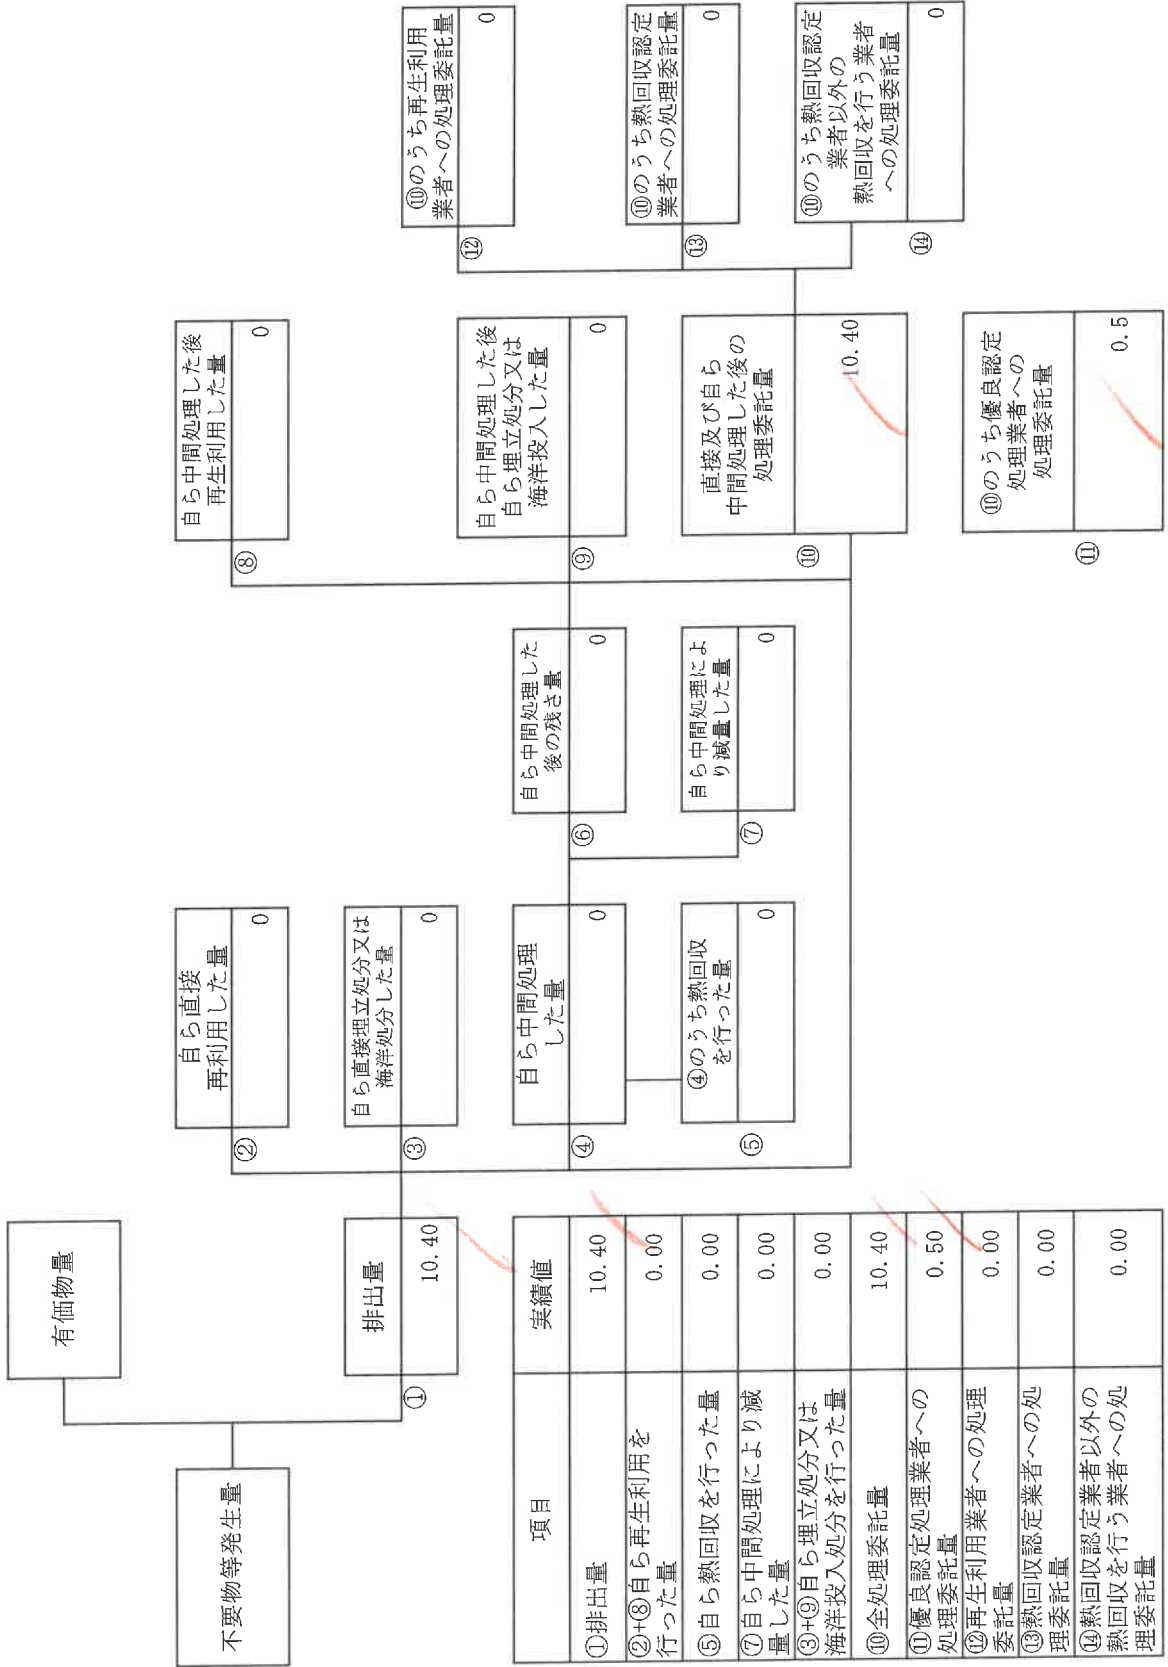 不要物等発生量
有価物量
排出量
①
10.40
自ら直接
再利用した量
②
0
自ら直接埋立処分又は
海洋処分した量
③
0
自ら中間処理
した量
④
0
④のうち熱回収
を行った量
⑤
0
自ら中間処理した
後の残さ量
⑥
0
自ら中間処理によ
り減量した量
⑦
0
自ら中間処理した後
再生利用した量
⑧
0
自ら中間処理した後
自ら埋立処分又は
海洋投入した量
⑨
0
直接及び自ら
中間処理した後の
処理委託量
⑩
10.40
⑩のうち優良認定
処理業者への
処理委託量
⑪
0.5
⑩のうち再生利用
業者への処理委託量
⑫
0
⑩のうち熱回収認定
業者への処理委託量
⑬
0
⑩のうち熱回収認定
業者以外の
熱回収を行う業者
への処理委託量
⑭
0
項目 実績値
①排出量 10.40
②+⑧自ら再生利用を
行った量 0.00
⑤自ら熱回収を行った量 0.00
⑦自ら中間処理により減
量した量 0.00
③+⑨自ら埋立処分又は
海洋投入処分を行った量 0.00
⑩全処理委託量 10.40
⑪優良認定処理業者への
処理委託量 0.50
⑫再生利用業者への処理
委託量 0.00
⑬熱回収認定業者への処
理委託量 0.00
⑭熱回収認定業者以外の
熱回収を行う業者への処
理委託量 0.00